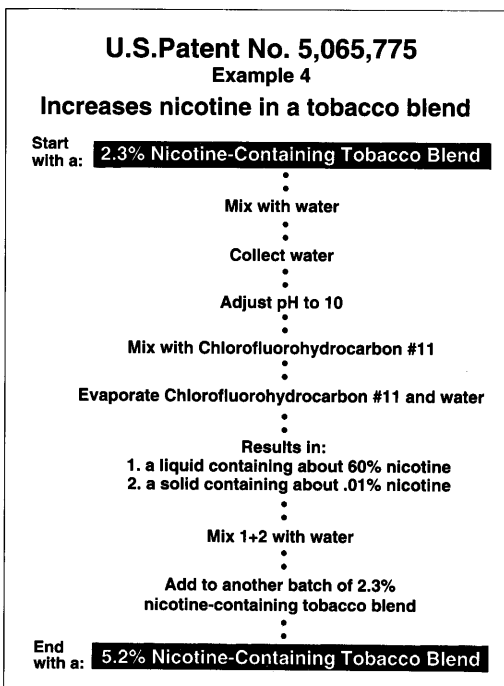 U.S.Patent No. 5,065,775
Example 4
Increases nicotine in a tobacco blend
Start
with a: 2.3% Nicotine-Containing Tobacco Blend
Mix with water
Collect water
Adjust pH to 10
Mix with Chlorofluorohydrocarbon #11
Evaporate Chlorofluorohydrocarbon #11 and water
Results in:
1. a liquid containing about 60% nicotine
2. a solid containing about .01% nicotine
Mix 1+2 with water
Add to another batch of 2.3%
nicotine-containing tobacco blend
End
with a: 5.2% Nicotine-Containing Tobacco Blend